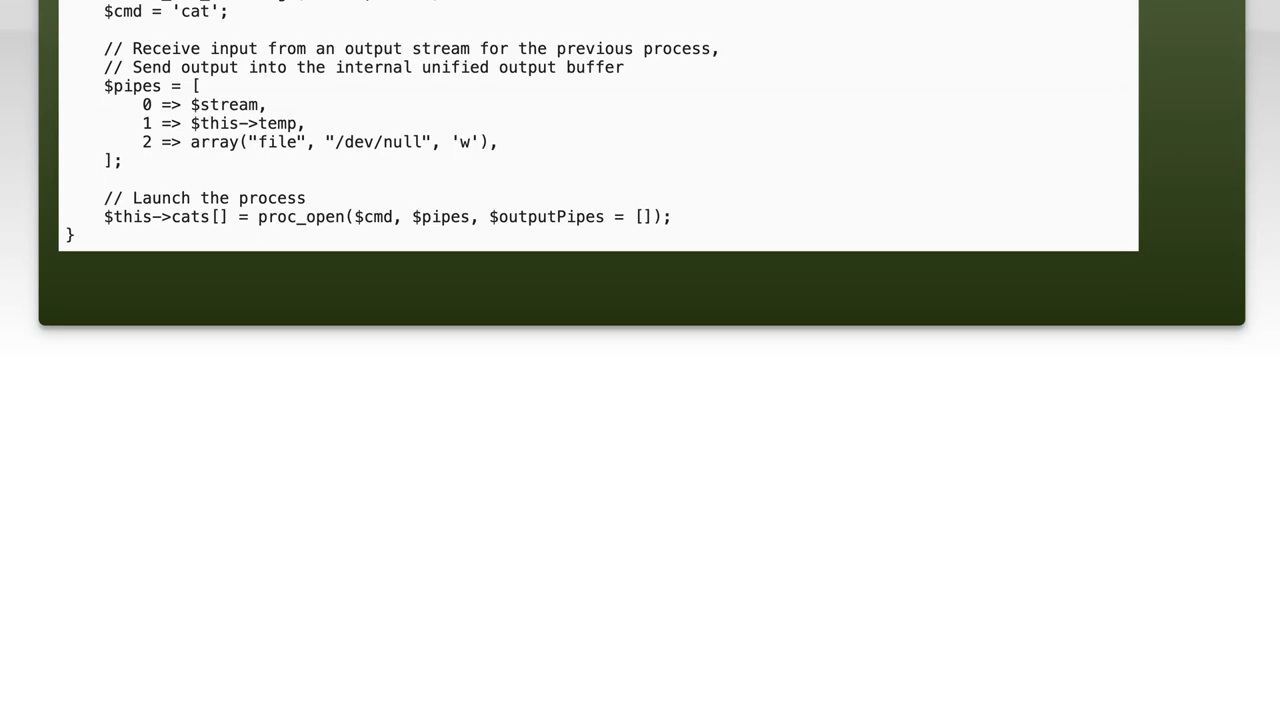 $cmd = 'cat';
// Receive input from an output stream for the previous process,
// Send output into the internal unified output buffer
$pipes = [
0 => $stream,
1 => $this->temp,
2 => array("file", "/dev/null", 'w'),
];
// Launch the process
$this->cats[] = proc_open($cmd, $pipes, $outputPipes = []);
}